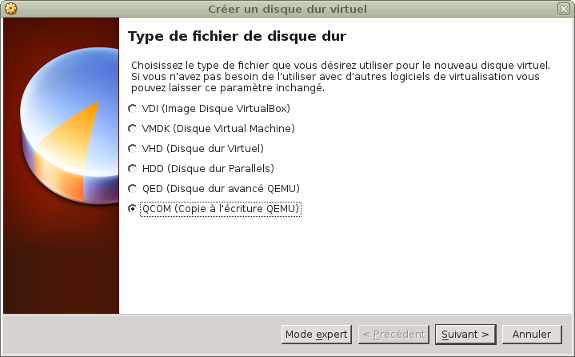 Créer un disque dur virtuel
Type de fichier de disque dur
Choisissez le type de fichier que vous désirez utiliser pour le nouveau disque virtuel.
Si vous n'avez pas besoin de l'utiliser avec d'autres logiciels de virtualisation vous
pouvez laisser ce paramètre inchangé.
VDI (Image Disque VirtualBox)
VMDK (Disque Virtual Machine)
VHD (Disque dur Virtuel)
HDD (Disque dur Parallels)
QED (Disque dur avancé QEMU)
QCOM (Copie à l'écriture QEMU)
Mode expert
< Précédent
Suivant >
Annuler